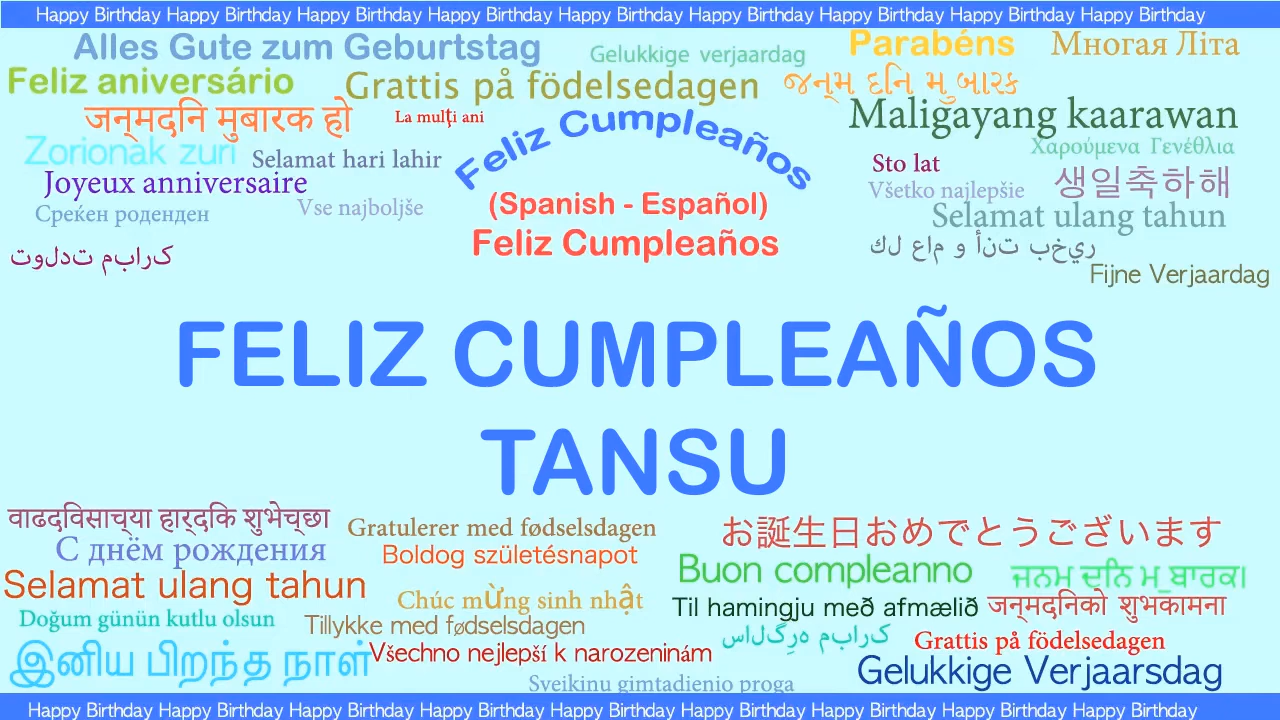 Happy Birthday Happy Birthday Happy Birthday Happy Birthday Happy Birthday Happy Birthday Happy Birthday Happy Birthday Happy Birthday
Alles Gute zum Geburtstag
Gelukkige verjaardag
Parabéns
Многая Літа
Feliz aniversário
Grattis på födelsedagen
જન્મ દિન મુબારક
जन्मदिन मुबारक हो
La mulţi ani
Feliz Cumpleaños
Maligayang kaarawan
Zorionak zuri
Selamat hari lahir
Sto lat
Χαρούμενα Γενέθλια
Joyeux anniversaire
(Spanish - Español)
Všetko najlepšie
생일축하해
Среќен роденден
Vse najboljše
Selamat ulang tahun
Feliz Cumpleaños
تولدت مبارک
كل عام و أنت بخير
Fijne Verjaardag
FELIZ CUMPLEAÑOS
TANSU
वाढदिवसाच्या हार्दिक शुभेच्छा
Gratulerer med fødselsdagen
お誕生日おめでとうございます
С днём рождения
Boldog születésnapot
Buon compleanno
ਜਨਮ ਦਿਨ ਮੁਬਾਰਕ।
Selamat ulang tahun
Chúc mừng sinh nhật
Til hamingju með afmælið
जन्मदिनको शुभकामना
Doğum günün kutlu olsun
Tillykke med fødselsdagen
سالگرہ مبارک
Grattis på födelsedagen
இனிய பிறந்த நாள்
Všechno nejlepší k narozeninám
Gelukkige Verjaarsdag
Sveikinu gimtadienio proga
Happy Birthday Happy Birthday Happy Birthday Happy Birthday Happy Birthday Happy Birthday Happy Birthday Happy Birthday Happy Birthday